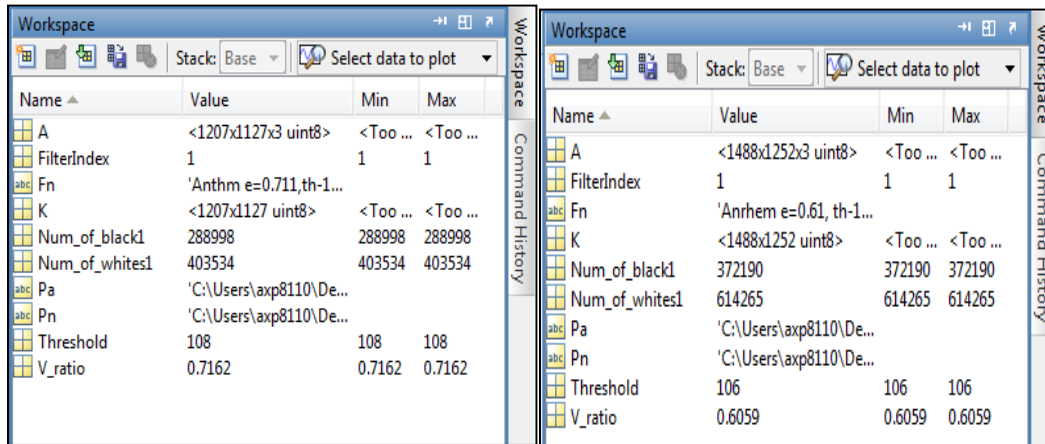 Workspace
Stack: Base Select data to plot
Name Value Min Max
A <1207x1127x3 uint8> <Too ... <Too ...
FilterIndex 1 1 1
abc Fn 'Anthm e=0.711,th-1...
K <1207x1127 uint8> <Too ... <Too ...
Num_of_black1 288998 288998 288998
Num_of_whites1 403534 403534 403534
abc Pa 'C:\Users\axp8110\De...
abc Pn 'C:\Users\axp8110\De...
Threshold 108 108 108
V_ratio 0.7162 0.7162 0.7162
Workspace
Command History
Workspace
Stack: Base Select data to plot
Name Value Min Max
A <1488x1252x3 uint8> <Too ... <Too ...
FilterIndex 1 1 1
abc Fn 'Anrhem e=0.61, th-1...
K <1488x1252 uint8> <Too ... <Too ...
Num_of_black1 372190 372190 372190
Num_of_whites1 614265 614265 614265
abc Pa 'C:\Users\axp8110\De...
abc Pn 'C:\Users\axp8110\De...
Threshold 106 106 106
V_ratio 0.6059 0.6059 0.6059
Workspace
Command History